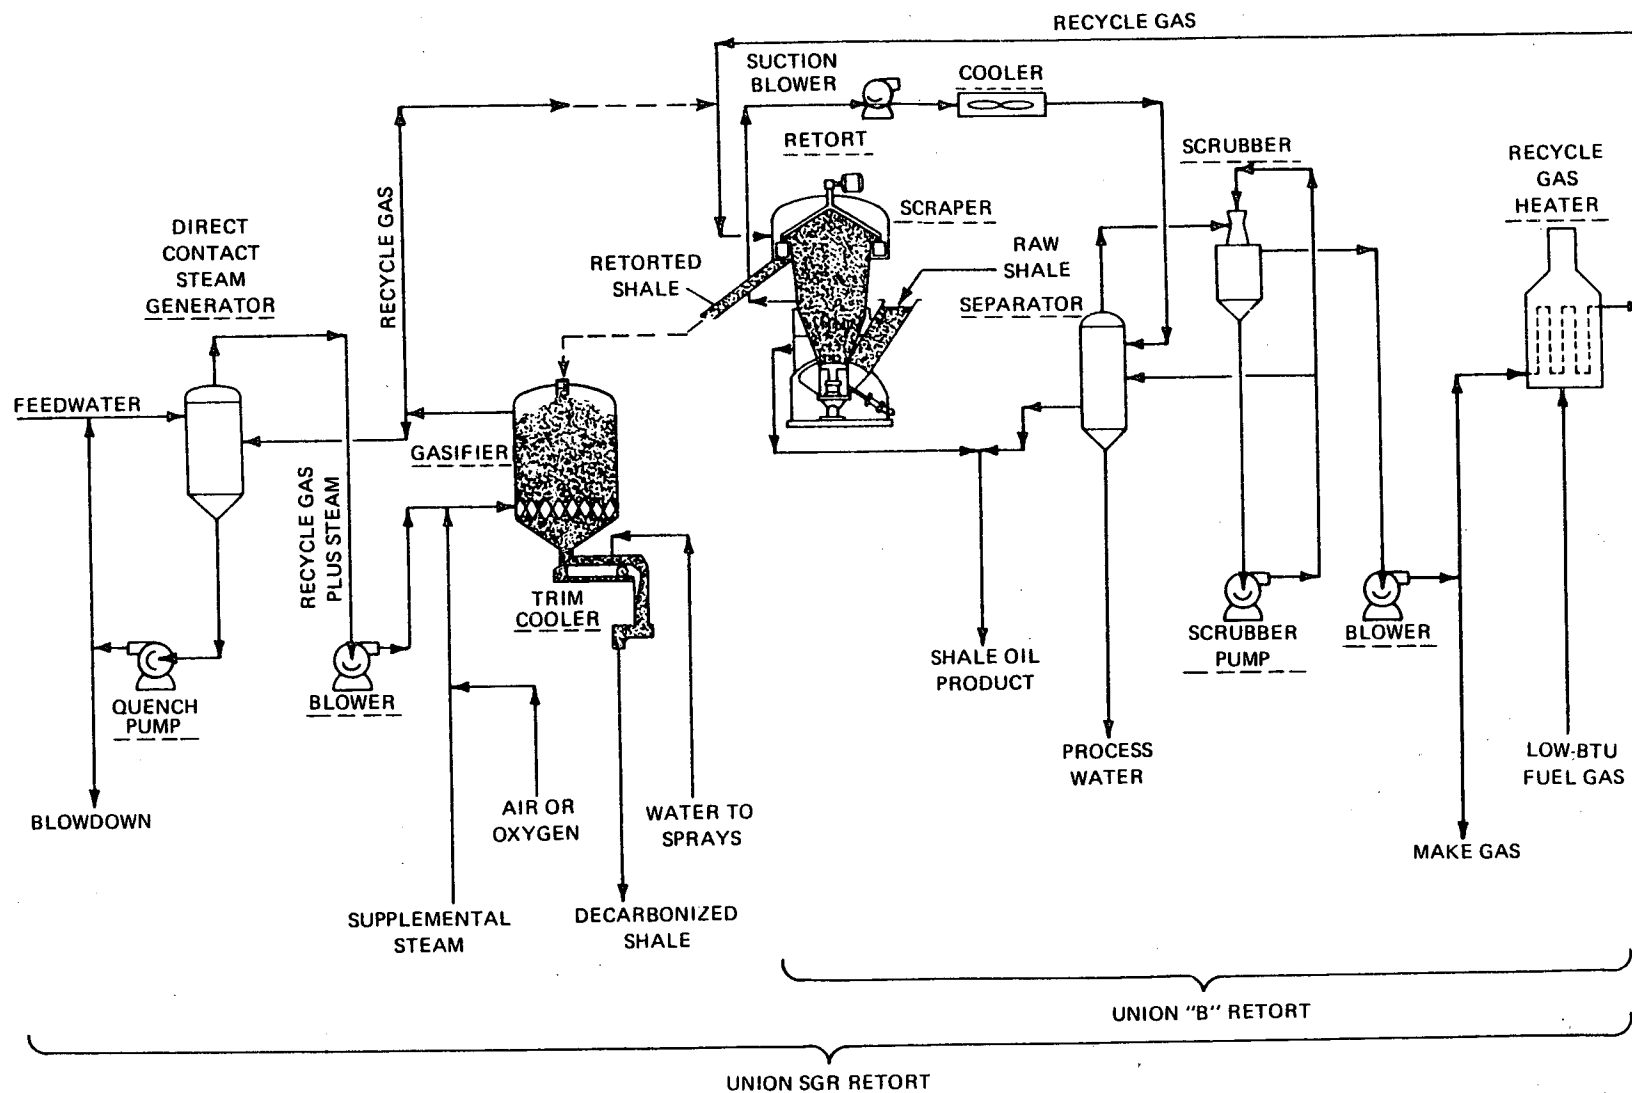 RECYCLE GAS
SUCTION
BLOWER
COOLER
RETORT
SCRUBBER
RECYCLE
GAS
HEATER
SCRAPER
DIRECT
CONTACT
STEAM
GENERATOR
RECYCLE GAS
RETORTED
SHALE
RAW
SHALE
SEPARATOR
FEEDWATER
GASIFIER
RECYCLE GAS
PLUS STEAM
TRIM
COOLER
SCRUBBER
PUMP
BLOWER
SHALE OIL
PRODUCT
QUENCH
PUMP
BLOWER
PROCESS
WATER
LOW-BTU
FUEL GAS
BLOWDOWN
AIR OR
OXYGEN
WATER TO
SPRAYS
MAKE GAS
SUPPLEMENTAL
STEAM
DECARBONIZED
SHALE
UNION "B" RETORT
UNION SGR RETORT